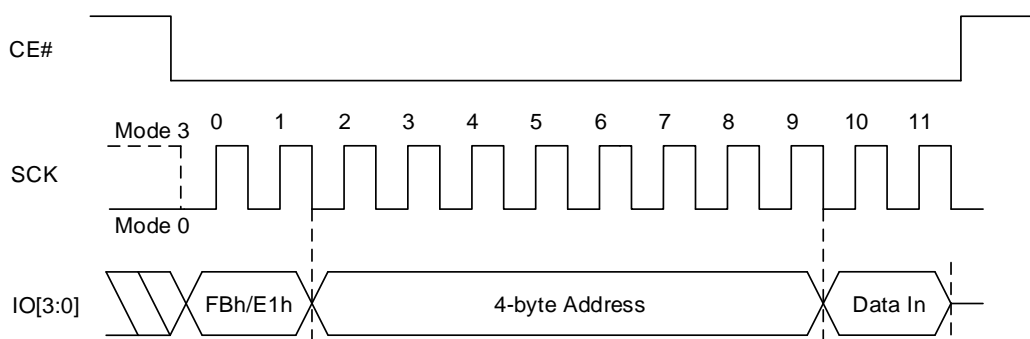 CE#
Mode 3 0 1 2 3 4 5 6 7 8 9 10 11
SCK
Mode 0
IO[3:0] FBh/E1h 4-byte Address Data In